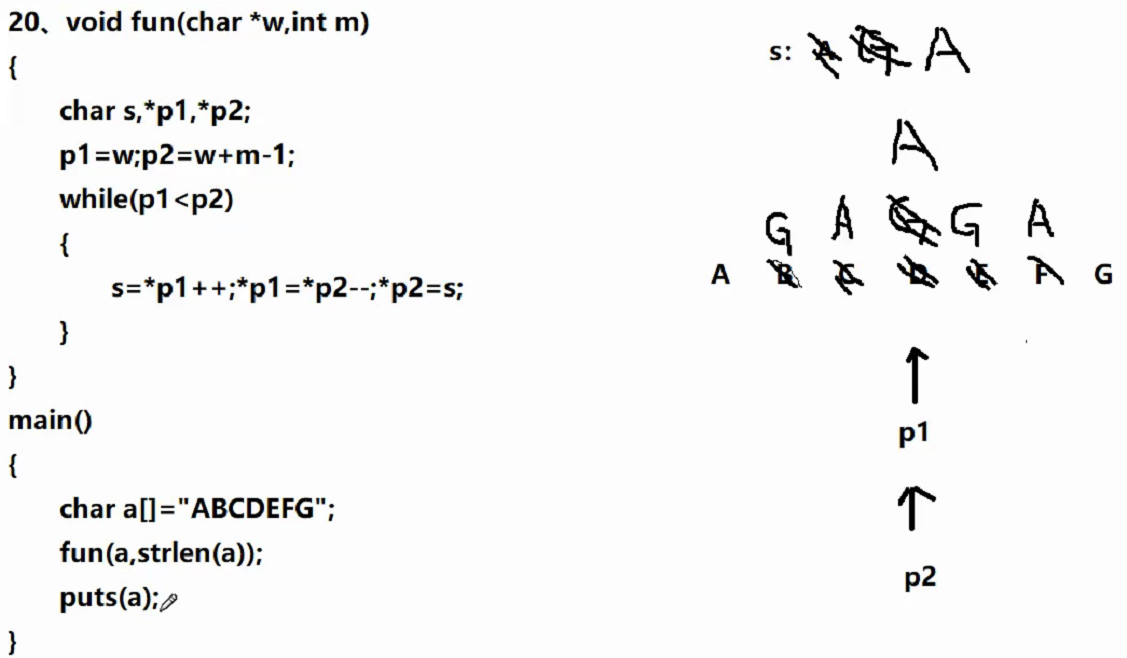 20、void fun(char *w,int m)
{
char s,*p1,*p2;
p1=w;p2=w+m-1;
while(p1<p2)
{
s=*p1++;*p1=*p2--;*p2=s;
}
}
main()
{
char a[]="ABCDEFG";
fun(a,strlen(a));
puts(a);
}
s: A G A
A
G A G G A
A B C D E F G
p1
p2